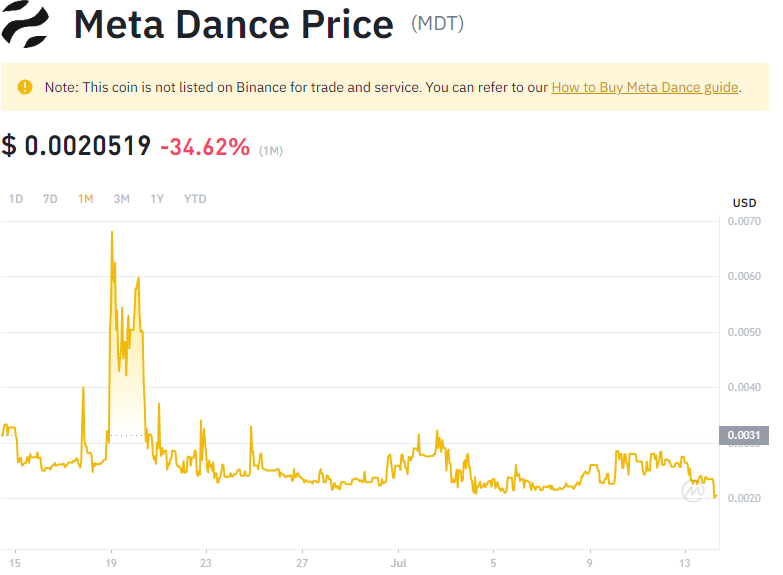 Meta Dance Price (MDT)
Note: This coin is not listed on Binance for trade and service. You can refer to our How to Buy Meta Dance guide.
$ 0.0020519 -34.62% (1M)
1D 7D 1M 3M 1Y YTD
USD
0.0070
0.0060
0.0050
0.0040
0.0031
0.0020
15 19 23 27 Jul 5 9 13